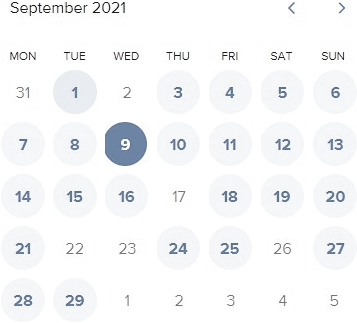 September 2021
MON TUE WED THU FRI SAT SUN
31 1 2 3 4 5 6
7 8 9 10 11 12 13
14 15 16 17 18 19 20
21 22 23 24 25 26 27
28 29 1 2 3 4 5